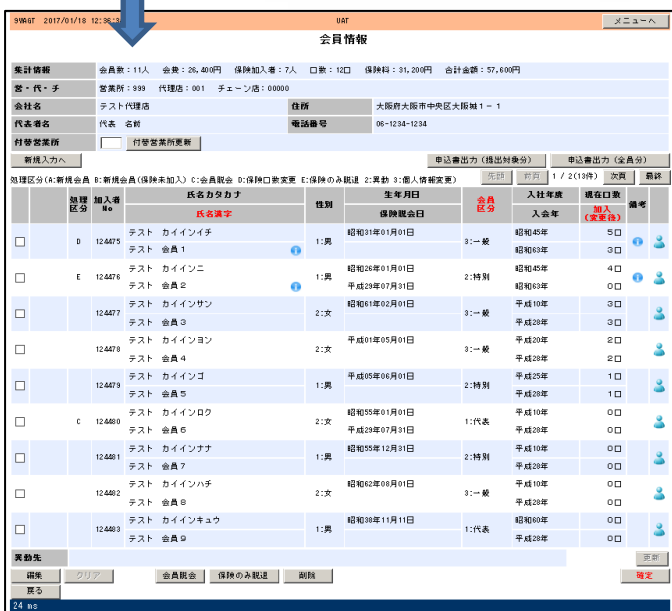 9VAGT 2017/01/18 12:36:3 UAT メニューへ
会員情報
集計情報 会員数：11人 会費：26,400円 保険加入者：7人 口数：12口 保険料：31,200円 合計金額：57,600円
営・代・チ 営業所：999 代理店：001 チェーン店：00000
会社名 テスト代理店 住所 大阪府大阪市中央区大阪城1－1
代表者名 代表 名前 電話番号 06-1234-1234
付替営業所 付替営業所更新
新規入力へ 申込書出力（提出対象分） 申込書出力（全員分）
処理区分(A:新規会員 B:新規会員(保険未加入) C:会員脱会 D:保険口数変更 E:保険のみ脱退 2:異動 3:個人情報変更) 先頭 前頁 1 / 2(13件) 次頁 最終
処理区分 加入者No 氏名カタカナ 性別 生年月日 会員区分 入社年度 現在口数 備考
氏名漢字 保険脱会日 入会年 加入(変更後)
D 124475 テスト カイインイチ 1:男 昭和31年01月01日 3:一般 昭和45年 5口
テスト 会員1 昭和63年 3口
E 124476 テスト カイインニ 1:男 昭和26年01月01日 2:特別 昭和45年 4口
テスト 会員2 平成29年07月31日 昭和63年 0口
124477 テスト カイインサン 2:女 昭和61年02月01日 3:一般 平成10年 3口
テスト 会員3 平成28年 3口
124478 テスト カイインヨン 2:女 平成01年05月01日 3:一般 平成20年 2口
テスト 会員4 平成28年 2口
124479 テスト カイインゴ 1:男 平成05年06月01日 2:特別 平成25年 1口
テスト 会員5 平成28年 1口
C 124480 テスト カイインロク 2:女 昭和55年01月01日 1:代表 平成10年 0口
テスト 会員6 平成29年07月31日 平成28年 0口
124481 テスト カイインナナ 1:男 昭和55年12月31日 2:特別 平成10年 0口
テスト 会員7 平成28年 0口
124482 テスト カイインハチ 2:女 昭和62年08月01日 3:一般 平成10年 0口
テスト 会員8 平成28年 0口
124483 テスト カイインキュウ 1:男 昭和38年11月11日 1:代表 昭和60年 0口
テスト 会員9 平成28年 0口
異動先 更新
編集 クリア 会員脱会 保険のみ脱退 削除 確定
戻る
24 ms